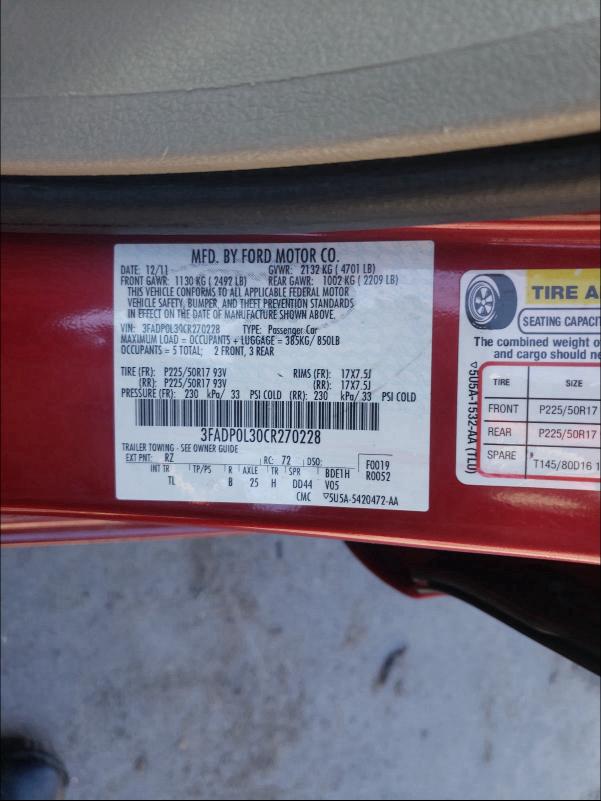 MFD. BY FORD MOTOR CO.
DATE: 12/11 GVWR: 2132 KG (4701 LB)
FRONT GAWR: 1130 KG (2492 LB) REAR GAWR: 1002 KG (2209 LB)
THIS VEHICLE CONFORMS TO ALL APPLICABLE FEDERAL MOTOR
VEHICLE SAFETY, BUMPER, AND THEFT PREVENTION STANDARDS
IN EFFECT ON THE DATE OF MANUFACTURE SHOWN ABOVE.
VIN: 3FADP0L30CR270228 TYPE: Passenger Car
MAXIMUM LOAD = OCCUPANTS + LUGGAGE = 385KG/ 850LB
OCCUPANTS = 5 TOTAL; 2 FRONT, 3 REAR
TIRE (FR): P225/50R17 93V RIMS (FR): 17X7.5J
(RR): P225/50R17 93V (RR): 17X7.5J
PRESSURE (FR): 230 kPa/ 33 PSI COLD (RR): 230 kPa/ 33 PSI COLD
3FADP0L30CR270228
TRAILER TOWING - SEE OWNER GUIDE
EXT PNT: RZ RC: 72 DSO: F0019
INT TR TP/PS R AXLE TR SPR BDE1H R0052
TL B 25 H DD44 V05
CMC ▽5U5A-5420472-AA
TIRE A
SEATING CAPACIT
The combined weight o
and cargo should ne
▽5U5A-1532-AA (TLU)
TIRE SIZE
FRONT P225/50R17
REAR P225/50R17
SPARE T145/80D16 1